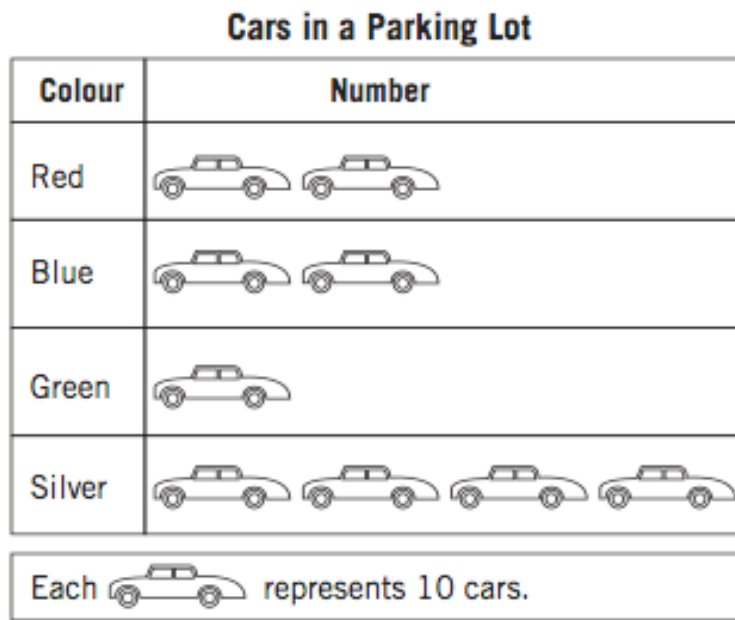 Cars in a Parking Lot
Colour Number
Red
Blue
Green
Silver
Each represents 10 cars.